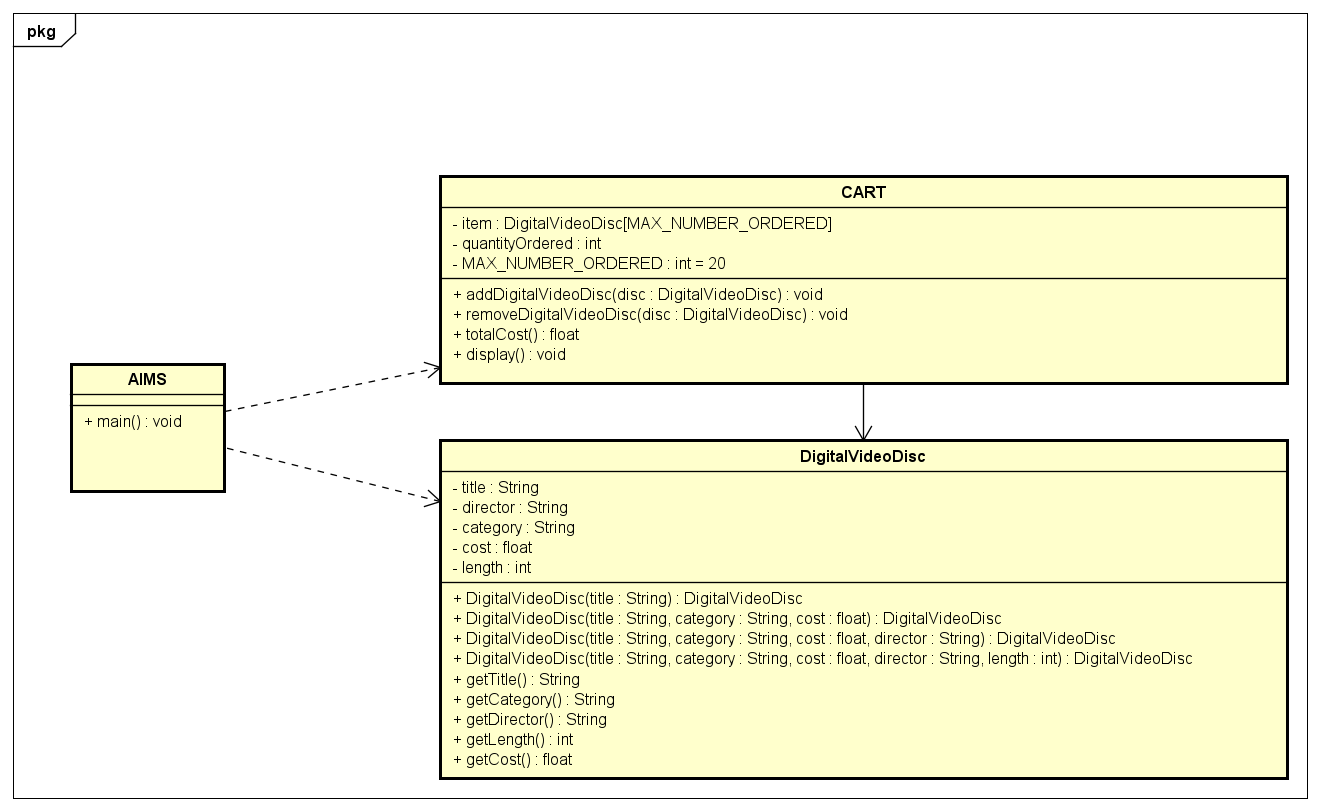 pkg
CART
- item : DigitalVideoDisc[MAX_NUMBER_ORDERED]
- quantityOrdered : int
- MAX_NUMBER_ORDERED : int = 20
+ addDigitalVideoDisc(disc : DigitalVideoDisc) : void
+ removeDigitalVideoDisc(disc : DigitalVideoDisc) : void
+ totalCost() : float
+ display() : void
AIMS
+ main() : void
DigitalVideoDisc
- title : String
- director : String
- category : String
- cost : float
- length : int
+ DigitalVideoDisc(title : String) : DigitalVideoDisc
+ DigitalVideoDisc(title : String, category : String, cost : float) : DigitalVideoDisc
+ DigitalVideoDisc(title : String, category : String, cost : float, director : String) : DigitalVideoDisc
+ DigitalVideoDisc(title : String, category : String, cost : float, director : String, length : int) : DigitalVideoDisc
+ getTitle() : String
+ getCategory() : String
+ getDirector() : String
+ getLength() : int
+ getCost() : float